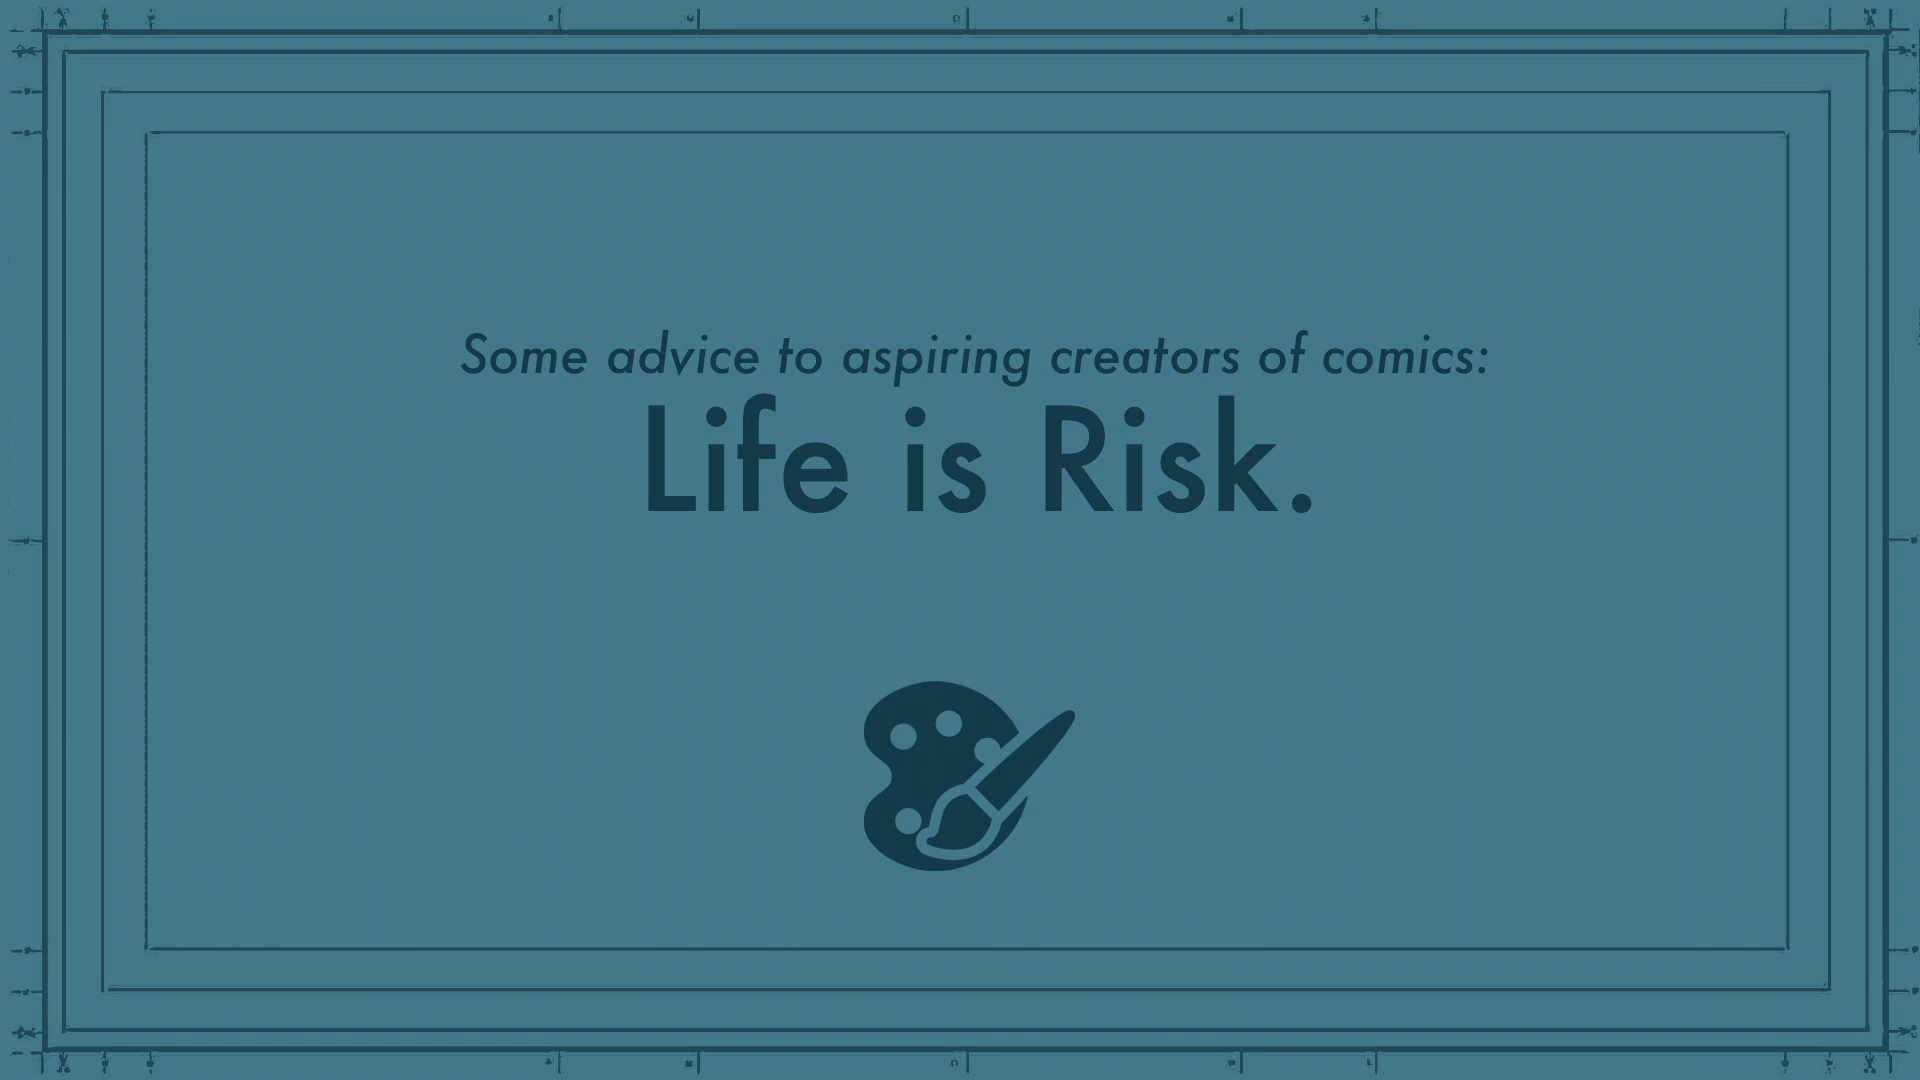 Some advice to aspiring creators of comics:
Life is Risk.